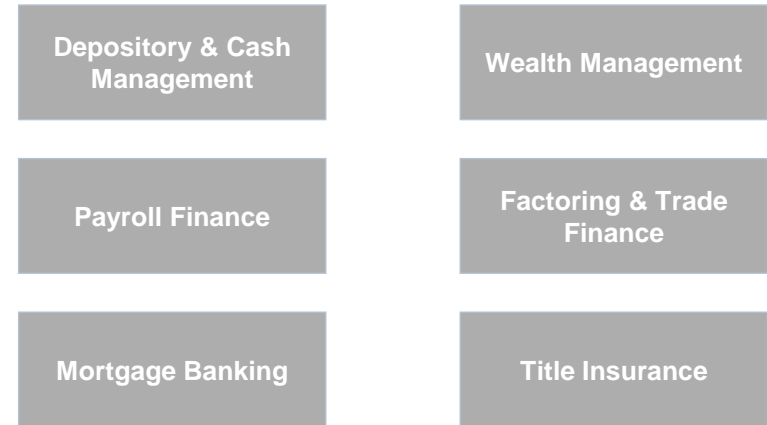 Depository & Cash
Management
Wealth Management
Payroll Finance
Factoring & Trade
Finance
Mortgage Banking
Title Insurance